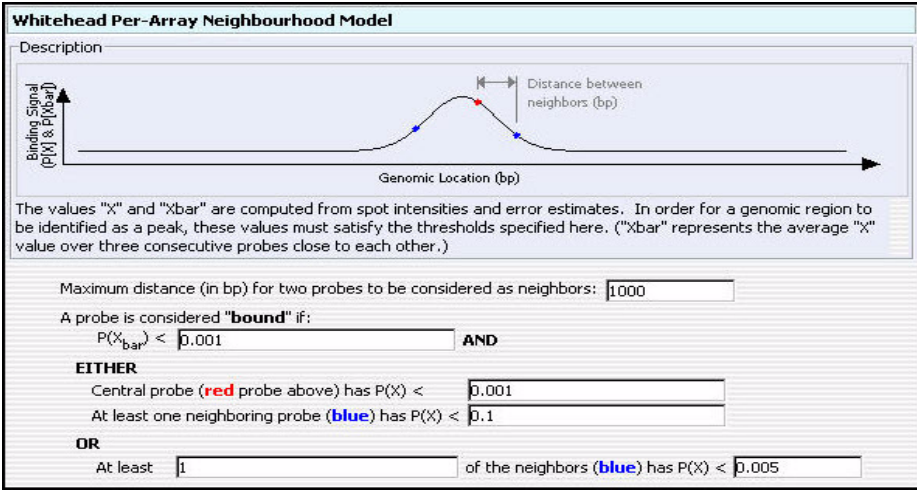 Whitehead Per-Array Neighbourhood Model
Description
Binding Signal
(P[X] & P[Xbar])
Distance between
neighbors (bp)
Genomic Location (bp)
The values "X" and "Xbar" are computed from spot intensities and error estimates. In order for a genomic region to
be identified as a peak, these values must satisfy the thresholds specified here. ("Xbar" represents the average "X"
value over three consecutive probes close to each other.)
Maximum distance (in bp) for two probes to be considered as neighbors: 1000
A probe is considered "bound" if:
P(Xbar) < 0.001 AND
EITHER
Central probe (red probe above) has P(X) < 0.001
At least one neighboring probe (blue) has P(X) < 0.1
OR
At least 1 of the neighbors (blue) has P(X) < 0.005